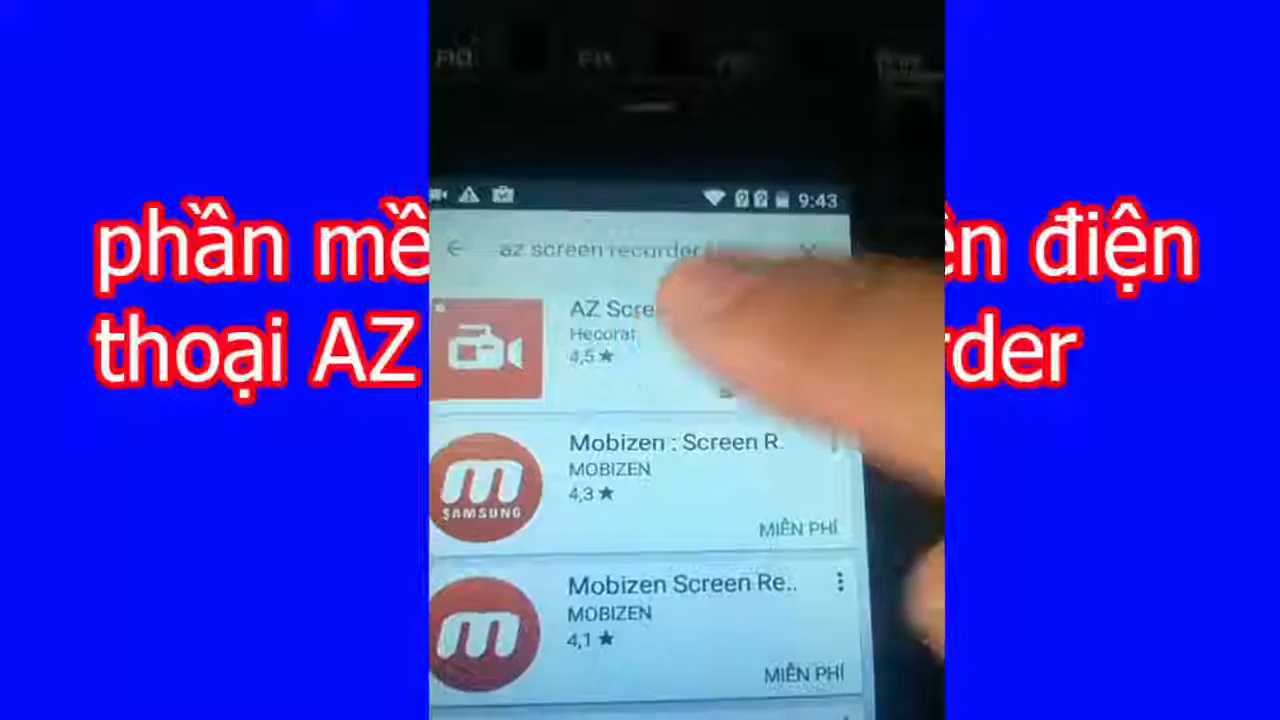 9:43
az screen recorder
AZ Scre
Hecorat
4,5 ★
phần mề
ên điện
thoại AZ
rder
Mobizen : Screen R.
MOBIZEN
4,3 ★
SAMSUNG
MIỄN PHÍ
Mobizen Screen Re..
MOBIZEN
4,1 ★
MIỄN PHÍ